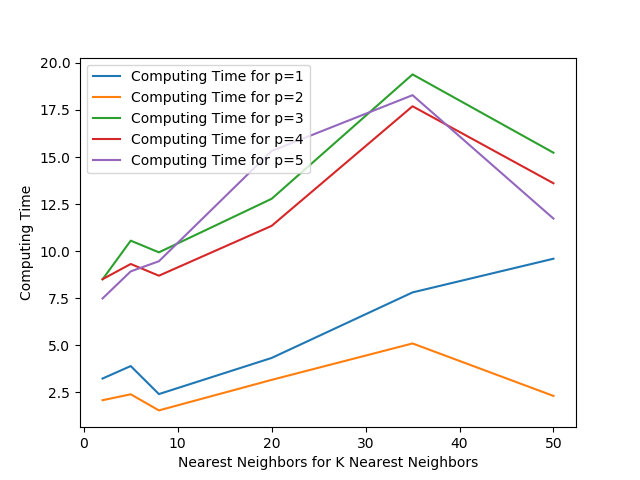 20.0
17.5
15.0
12.5
10.0
7.5
5.0
2.5
Computing Time
Computing Time for p=1
Computing Time for p=2
Computing Time for p=3
Computing Time for p=4
Computing Time for p=5
0 10 20 30 40 50
Nearest Neighbors for K Nearest Neighbors